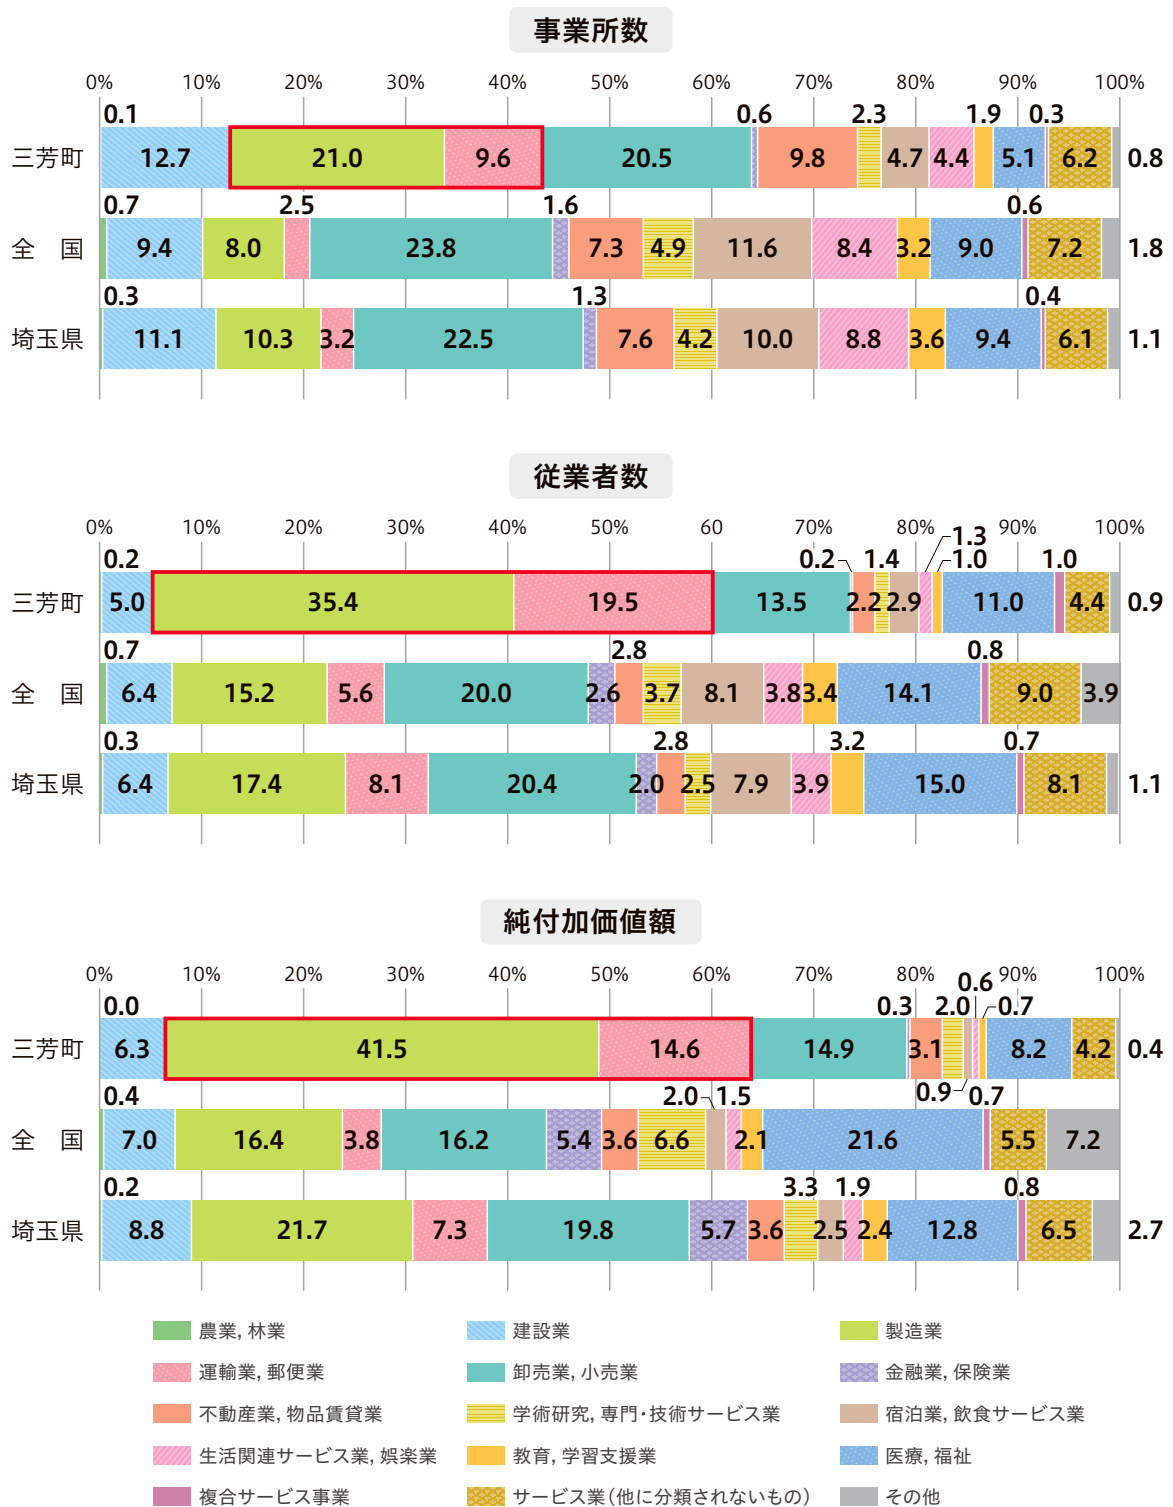 事業所数
0% 10% 20% 30% 40% 50% 60% 70% 80% 90% 100%
0.1 0.6 2.3 1.9 0.3
三芳町 12.7 21.0 9.6 20.5 9.8 4.7 4.4 5.1 6.2 0.8
0.7 2.5 1.6 0.6
全 国 9.4 8.0 23.8 7.3 4.9 11.6 8.4 3.2 9.0 7.2 1.8
0.3 1.3 0.4
埼玉県 11.1 10.3 3.2 22.5 7.6 4.2 10.0 8.8 3.6 9.4 6.1 1.1
従業者数
0% 10% 20% 30% 40% 50% 60 70% 80% 90% 100%
0.2 0.2 1.4 1.3 1.0 1.0
三芳町 5.0 35.4 19.5 13.5 2.2 2.9 11.0 4.4 0.9
0.7 2.8 0.8
全 国 6.4 15.2 5.6 20.0 2.6 3.7 8.1 3.8 3.4 14.1 9.0 3.9
0.3 2.8 3.2 0.7
埼玉県 6.4 17.4 8.1 20.4 2.0 2.5 7.9 3.9 15.0 8.1 1.1
純付加価値額
0% 10% 20% 30% 40% 50% 60% 70% 80% 90% 100%
0.0 0.3 2.0 0.6 0.7
三芳町 6.3 41.5 14.6 14.9 3.1 8.2 4.2 0.4
0.9
0.4 2.0 1.5 0.7
全 国 7.0 16.4 3.8 16.2 5.4 3.6 6.6 2.1 21.6 5.5 7.2
0.2 3.3 1.9 0.8
埼玉県 8.8 21.7 7.3 19.8 5.7 3.6 2.5 2.4 12.8 6.5 2.7
農業, 林業 建設業 製造業
運輸業, 郵便業 卸売業, 小売業 金融業, 保険業
不動産業, 物品賃貸業 学術研究, 専門・技術サービス業 宿泊業, 飲食サービス業
生活関連サービス業, 娯楽業 教育, 学習支援業 医療, 福祉
複合サービス事業 サービス業(他に分類されないもの) その他